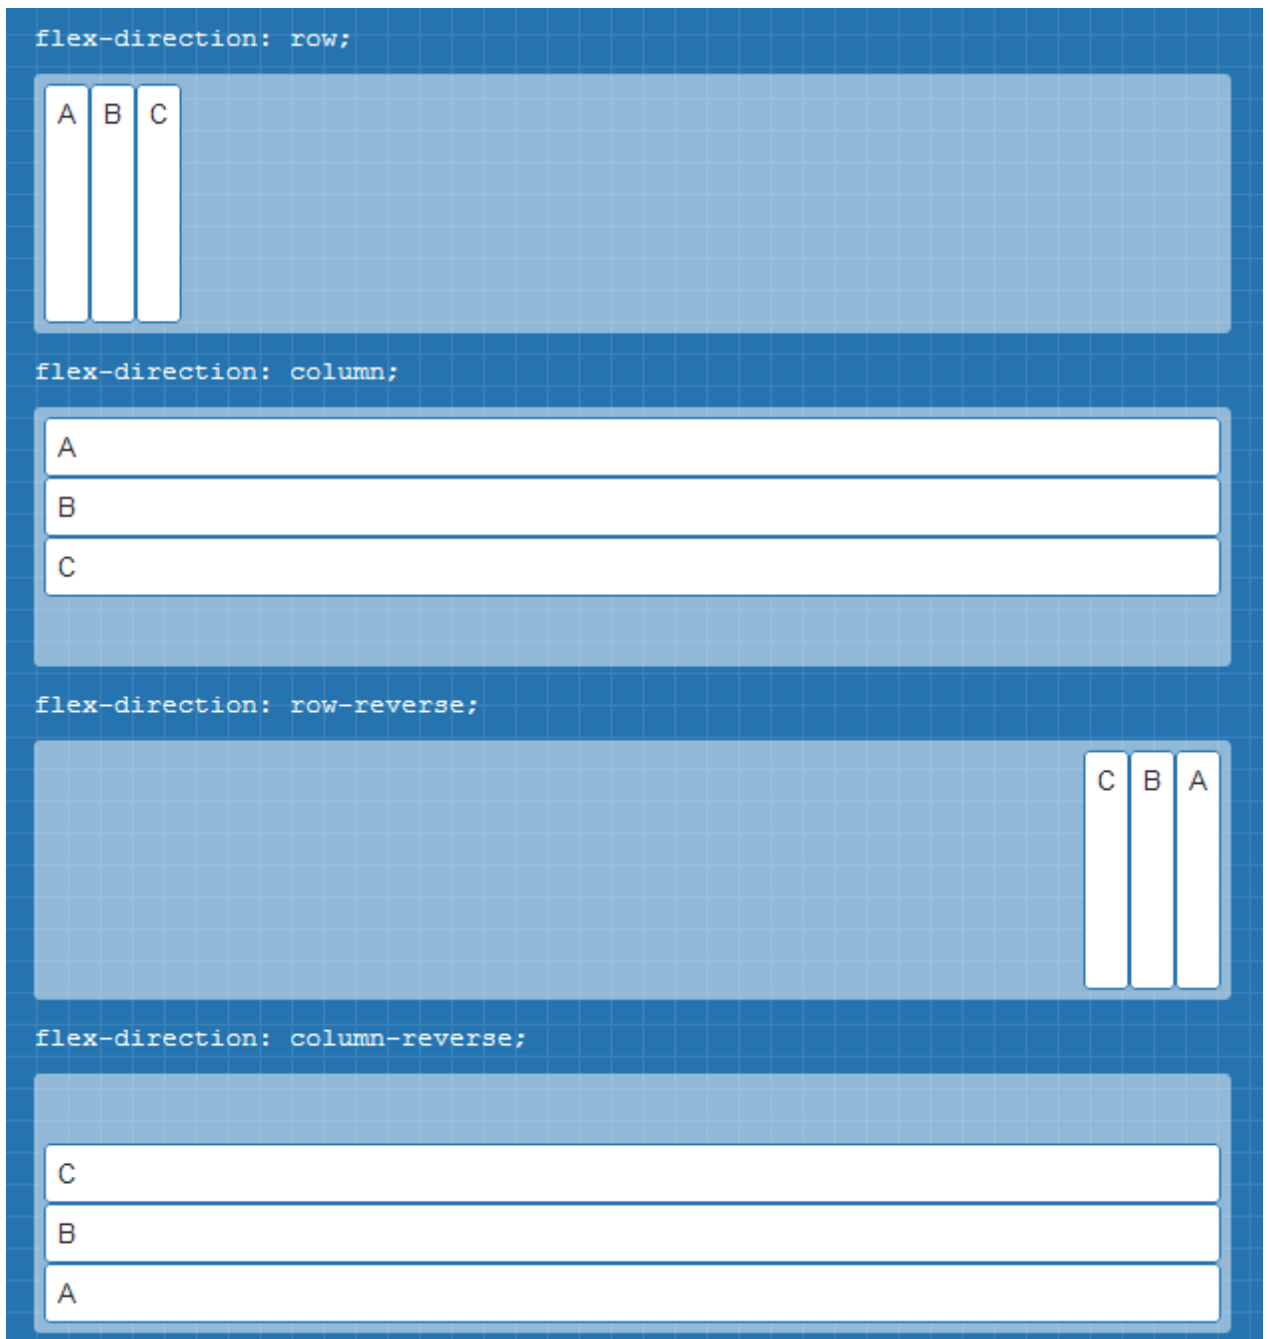 flex-direction: row;
A B C
flex-direction: column;
A
B
C
flex-direction: row-reverse;
C B A
flex-direction: column-reverse;
C
B
A